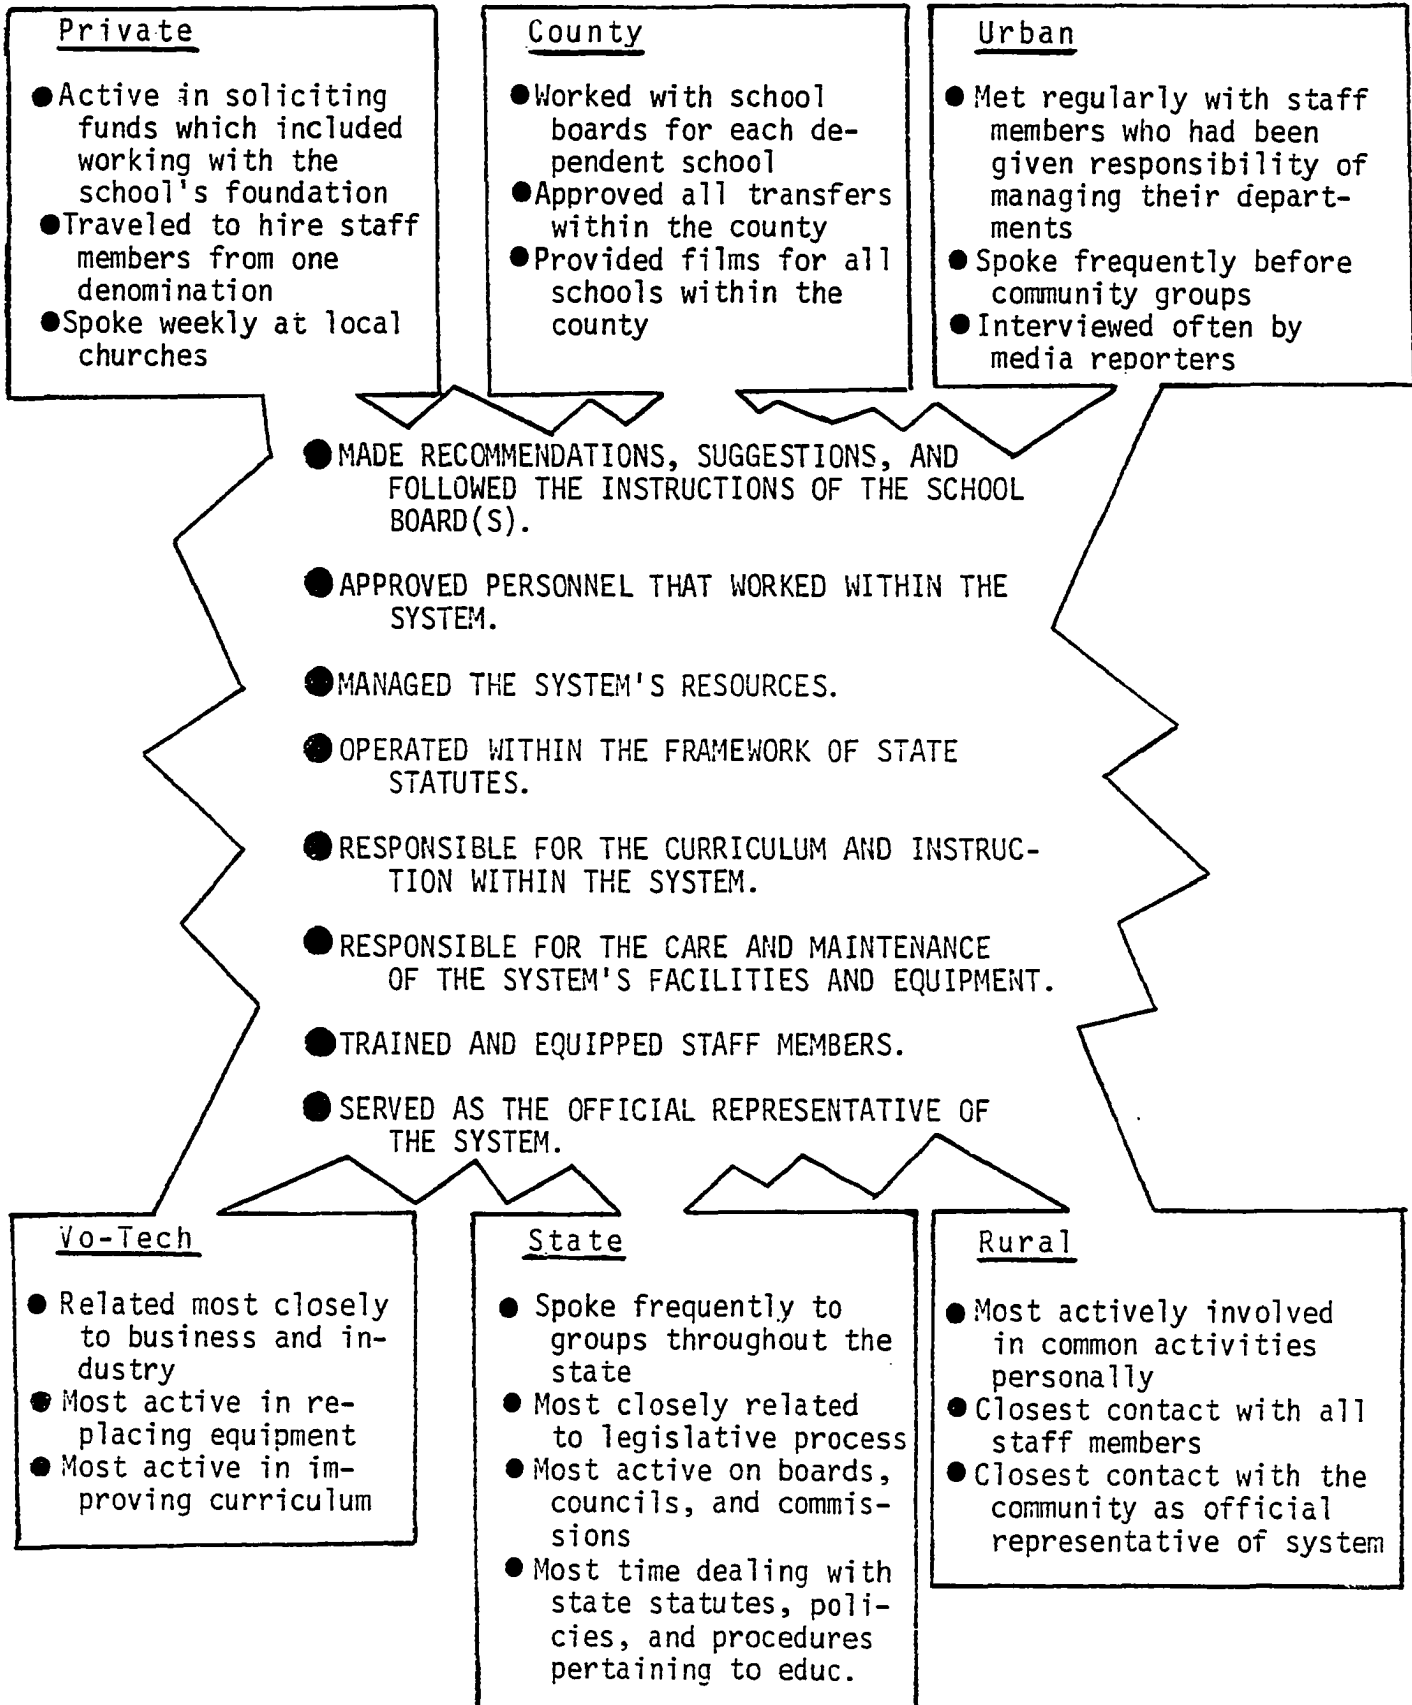 Private
●Active in soliciting
funds which included
working with the
school's foundation
●Traveled to hire staff
members from one
denomination
●Spoke weekly at local
churches
County
●Worked with school
boards for each de-
pendent school
●Approved all transfers
within the county
●Provided films for all
schools within the
county
Urban
● Met regularly with staff
members who had been
given responsibility of
managing their depart-
ments
● Spoke frequently before
community groups
● Interviewed often by
media reporters
●MADE RECOMMENDATIONS, SUGGESTIONS, AND
FOLLOWED THE INSTRUCTIONS OF THE SCHOOL
BOARD(S).
●APPROVED PERSONNEL THAT WORKED WITHIN THE
SYSTEM.
●MANAGED THE SYSTEM'S RESOURCES.
●OPERATED WITHIN THE FRAMEWORK OF STATE
STATUTES.
●RESPONSIBLE FOR THE CURRICULUM AND INSTRUC-
TION WITHIN THE SYSTEM.
●RESPONSIBLE FOR THE CARE AND MAINTENANCE
OF THE SYSTEM'S FACILITIES AND EQUIPMENT.
●TRAINED AND EQUIPPED STAFF MEMBERS.
●SERVED AS THE OFFICIAL REPRESENTATIVE OF
THE SYSTEM.
Vo-Tech
● Related most closely
to business and in-
dustry
● Most active in re-
placing equipment
● Most active in im-
proving curriculum
State
● Spoke frequently to
groups throughout the
state
● Most closely related
to legislative process
● Most active on boards,
councils, and commis-
sions
● Most time dealing with
state statutes, poli-
cies, and procedures
pertaining to educ.
Rural
● Most actively involved
in common activities
personally
● Closest contact with all
staff members
● Closest contact with the
community as official
representative of system